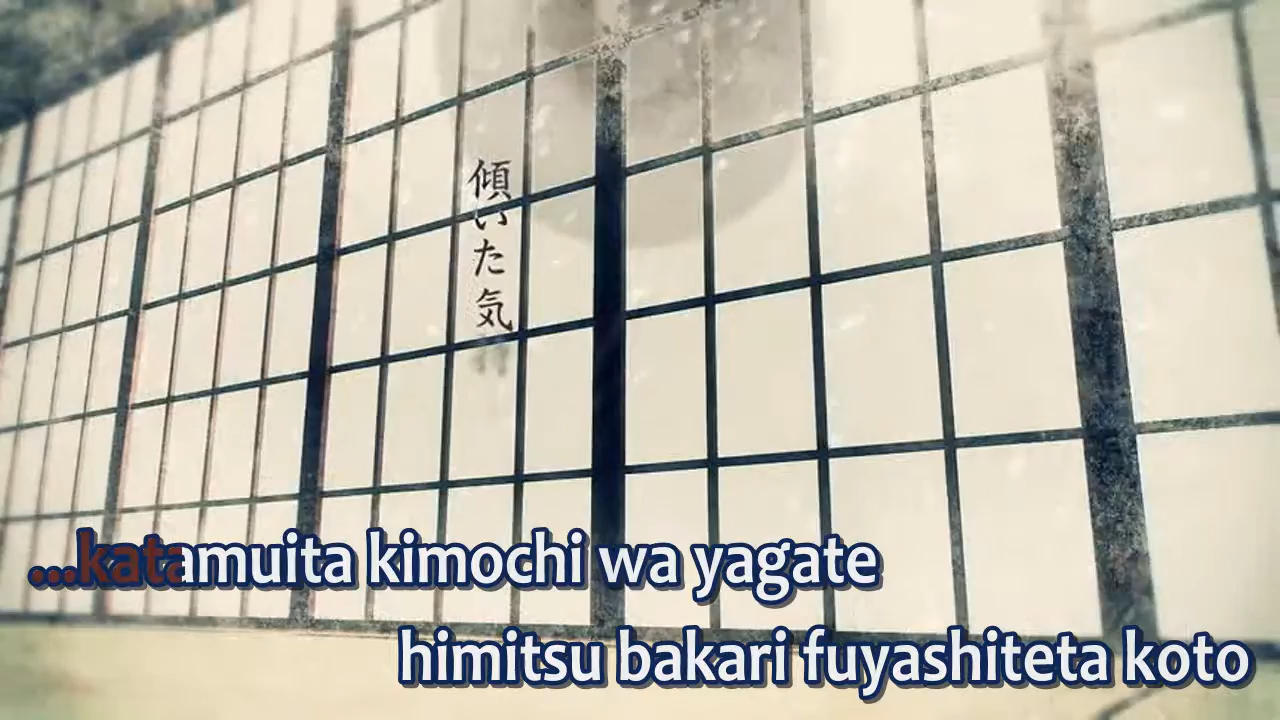 傾いた気
...katamuita kimochi wa yagate
himitsu bakari fuyashiteta koto